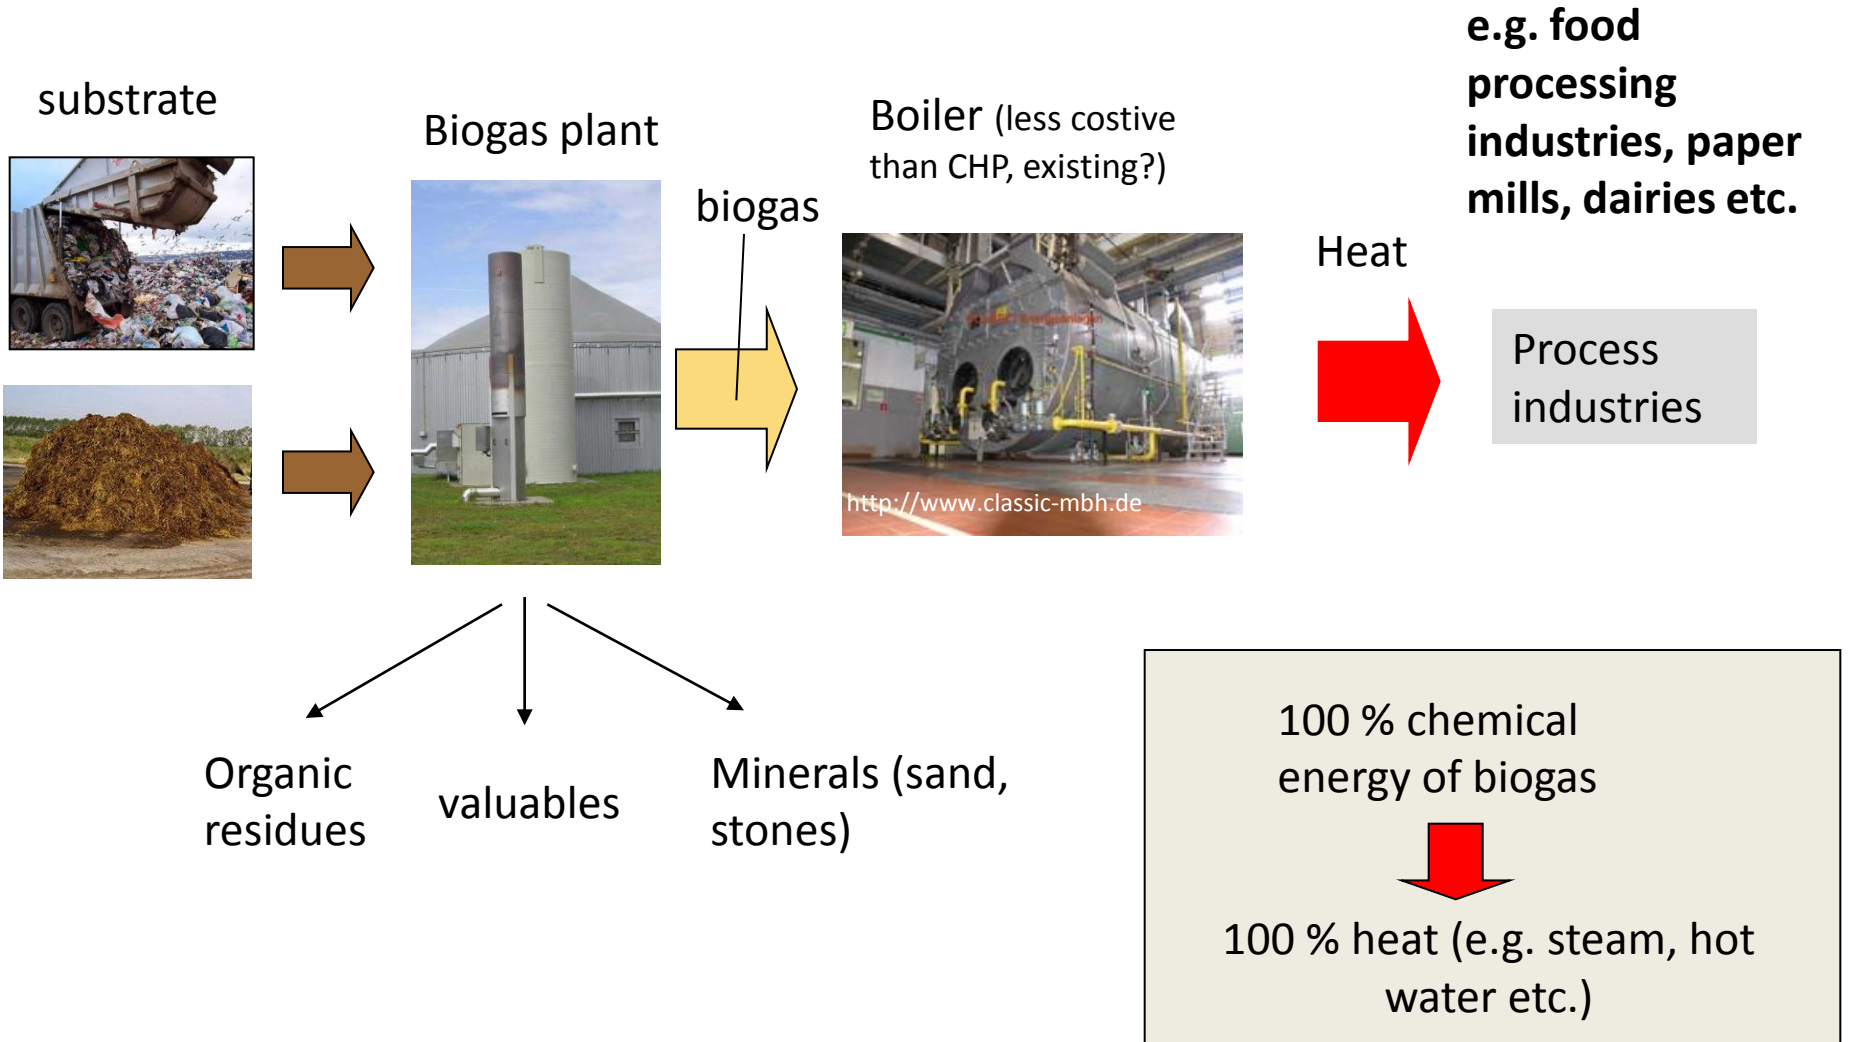 substrate
Biogas plant
biogas
Boiler (less costive
than CHP, existing?)
http://www.classic-mbh.de
Heat
e.g. food
processing
industries, paper
mills, dairies etc.
Process
industries
Organic
residues
valuables
Minerals (sand,
stones)
100 % chemical
energy of biogas
100 % heat (e.g. steam, hot
water etc.)